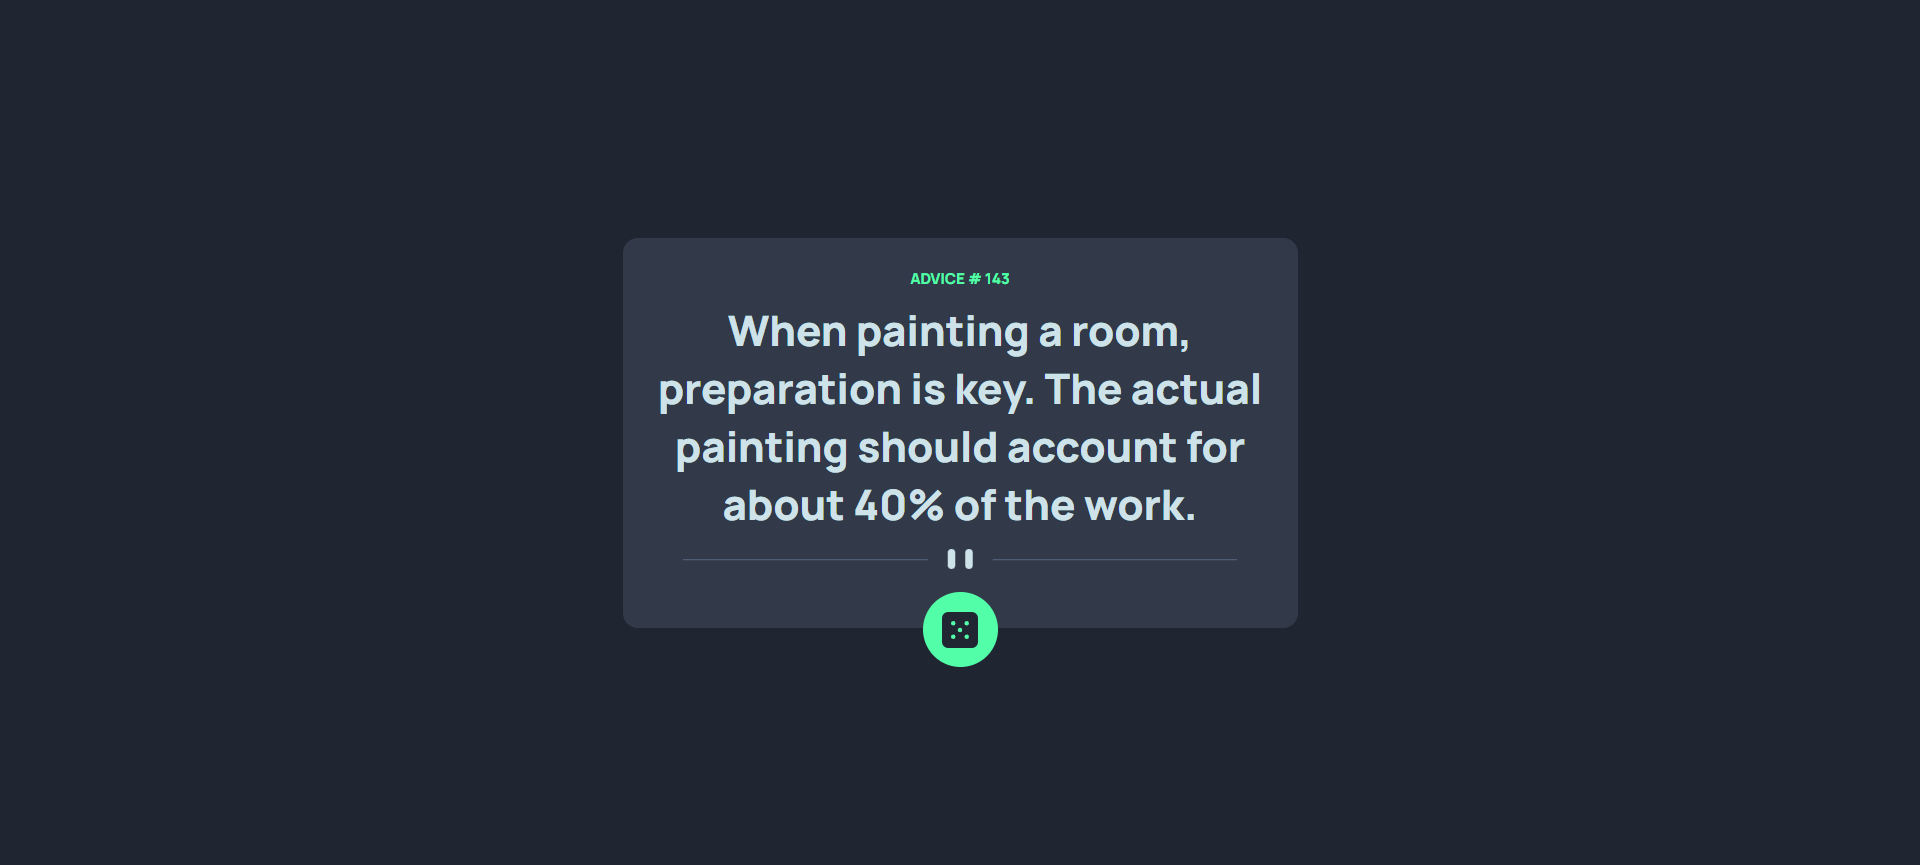 ADVICE # 143
When painting a room,
preparation is key. The actual
painting should account for
about 40% of the work.